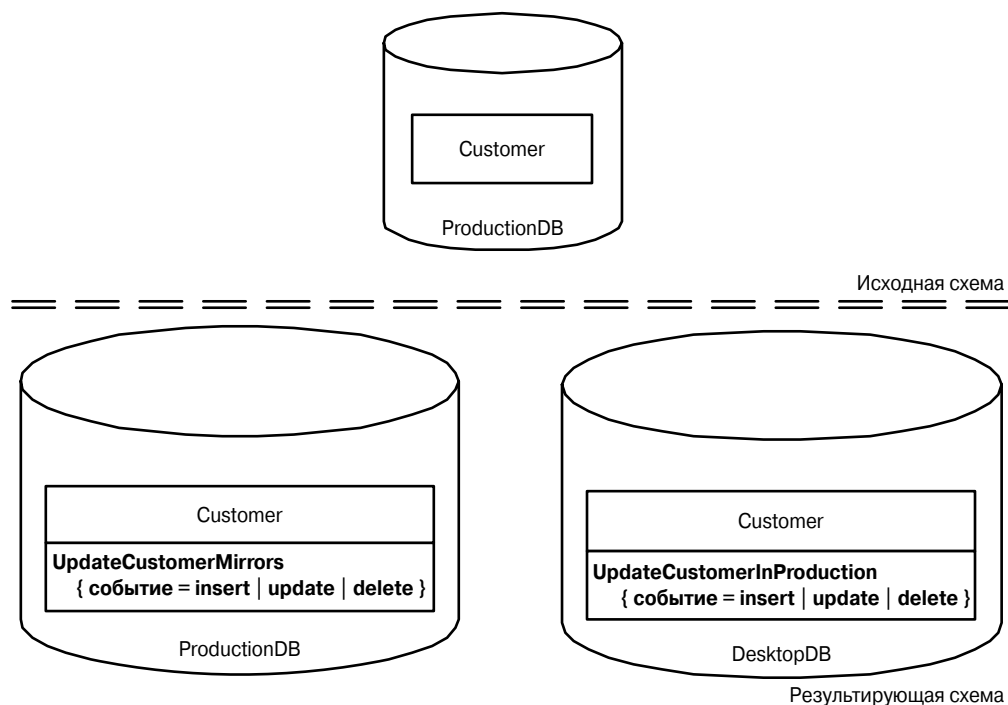 Customer
ProductionDB
Исходная схема
Customer
UpdateCustomerMirrors
{ событие = insert | update | delete }
ProductionDB
Customer
UpdateCustomerInProduction
{ событие = insert | update | delete }
DesktopDB
Результирующая схема